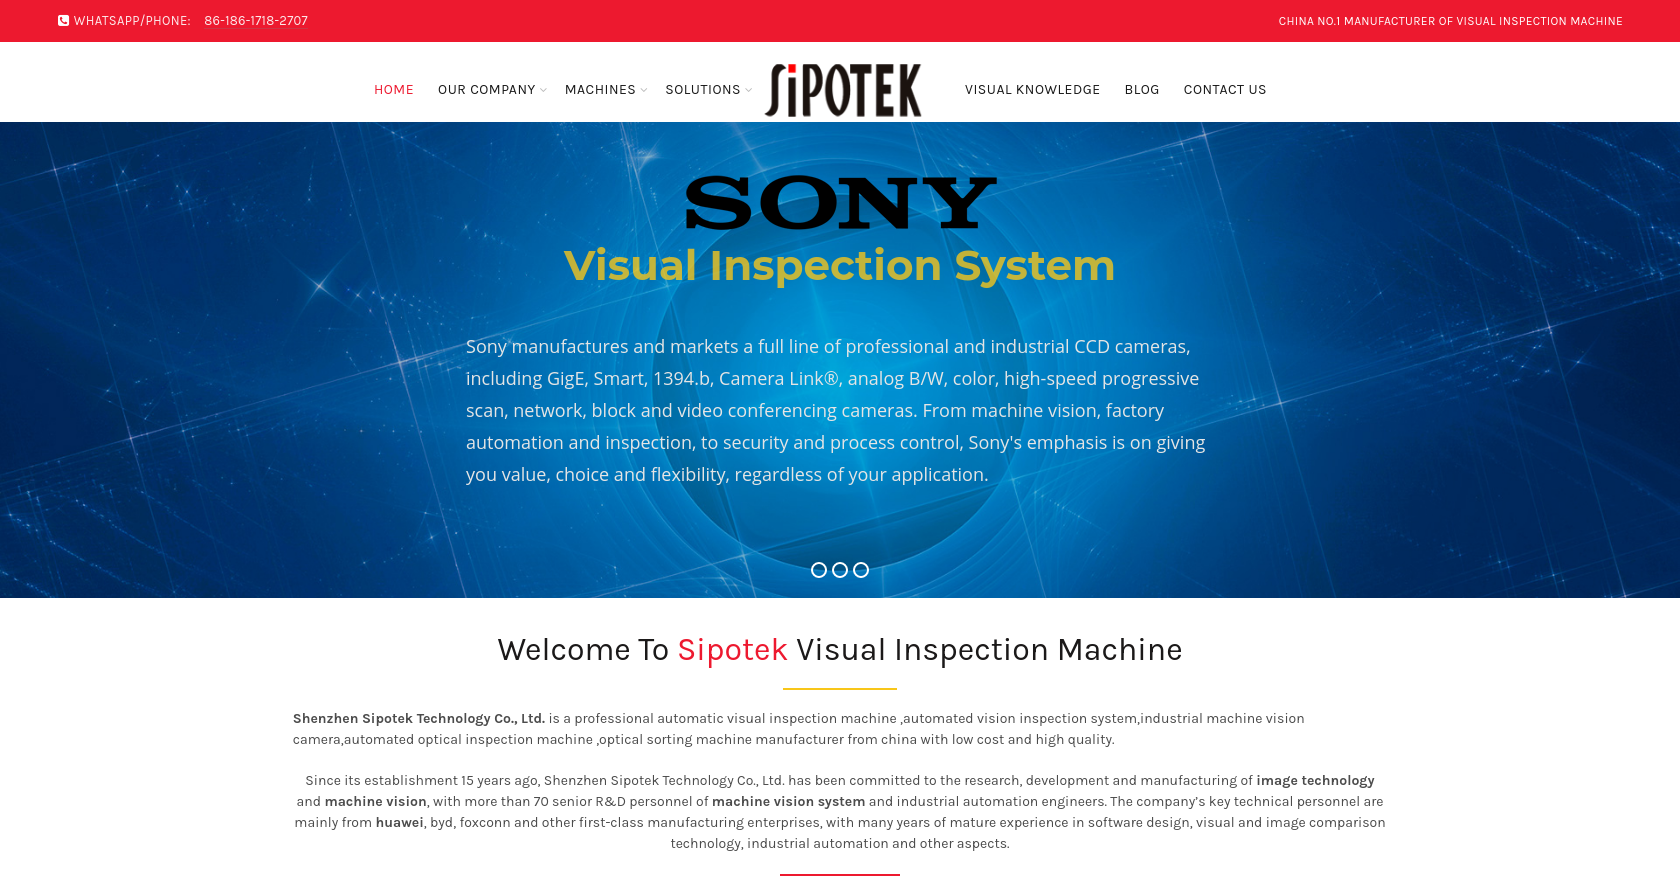 WHATSAPP/PHONE: 86-186-1718-2707
CHINA NO.1 MANUFACTURER OF VISUAL INSPECTION MACHINE
HOME OUR COMPANY MACHINES SOLUTIONS SiPOTEK VISUAL KNOWLEDGE BLOG CONTACT US
SONY
Visual Inspection System
Sony manufactures and markets a full line of professional and industrial CCD cameras,
including GigE, Smart, 1394.b, Camera Link®, analog B/W, color, high-speed progressive
scan, network, block and video conferencing cameras. From machine vision, factory
automation and inspection, to security and process control, Sony's emphasis is on giving
you value, choice and flexibility, regardless of your application.
Welcome To Sipotek Visual Inspection Machine
Shenzhen Sipotek Technology Co., Ltd. is a professional automatic visual inspection machine ,automated vision inspection system,industrial machine vision
camera,automated optical inspection machine ,optical sorting machine manufacturer from china with low cost and high quality.
Since its establishment 15 years ago, Shenzhen Sipotek Technology Co., Ltd. has been committed to the research, development and manufacturing of image technology
and machine vision, with more than 70 senior R&D personnel of machine vision system and industrial automation engineers. The company's key technical personnel are
mainly from huawei, byd, foxconn and other first-class manufacturing enterprises, with many years of mature experience in software design, visual and image comparison
technology, industrial automation and other aspects.